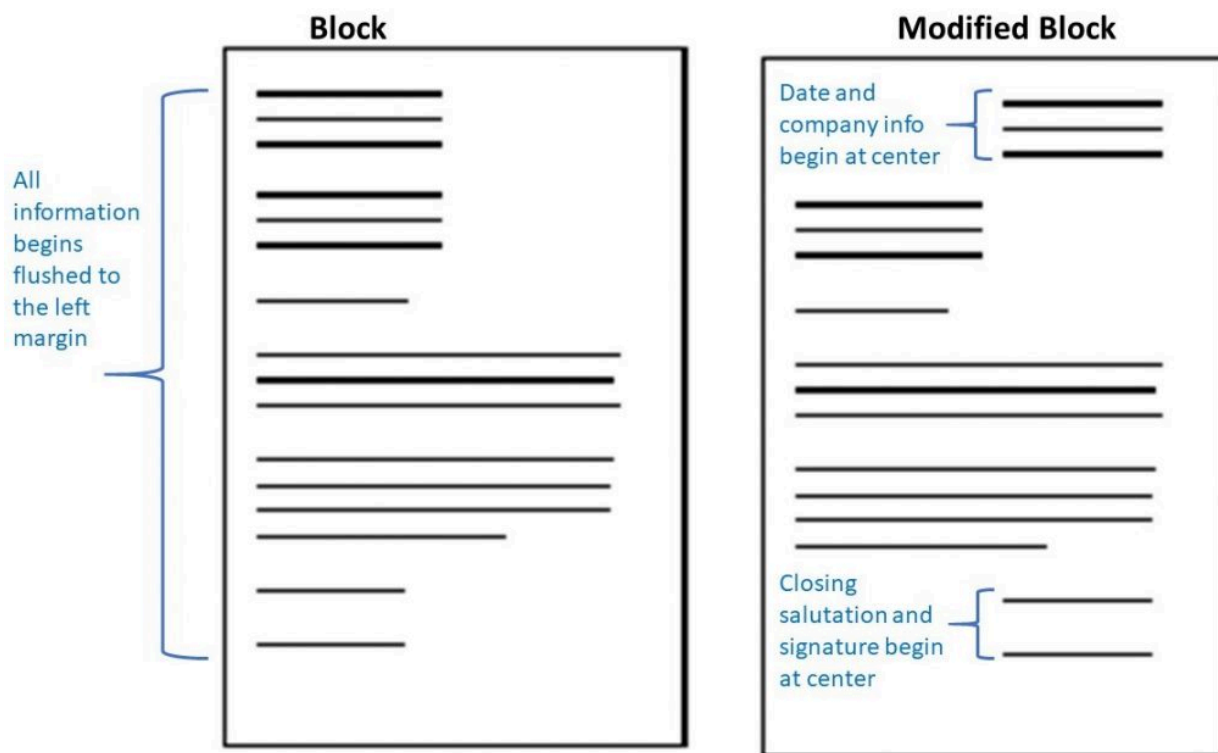 Block
All
information
begins
flushed to
the left
margin
Modified Block
Date and
company info
begin at center
Closing
salutation and
signature begin
at center